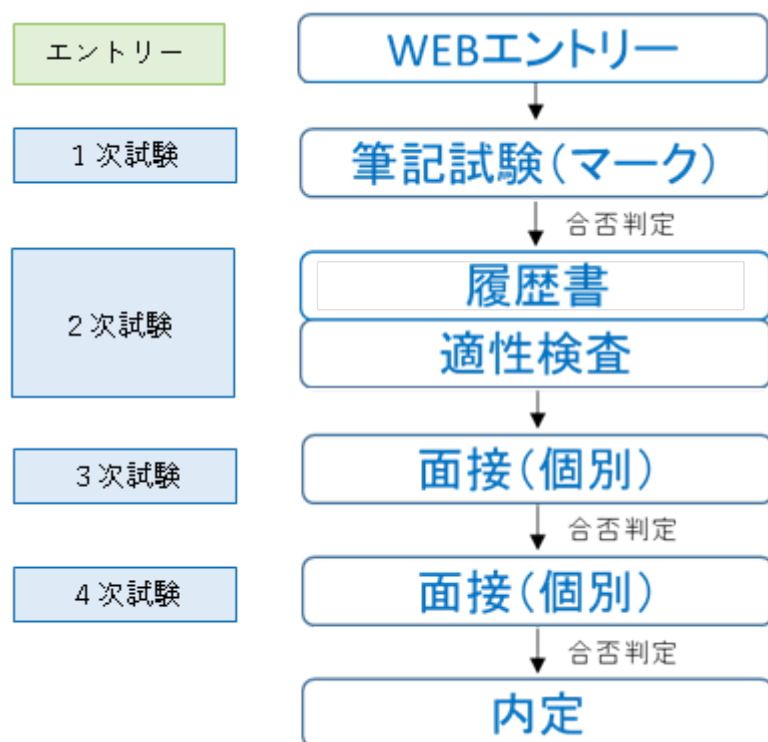 エントリー
WEBエントリー
1次試験
筆記試験(マーク)
合否判定
2次試験
履歴書
適性検査
3次試験
面接(個別)
合否判定
4次試験
面接(個別)
合否判定
内定